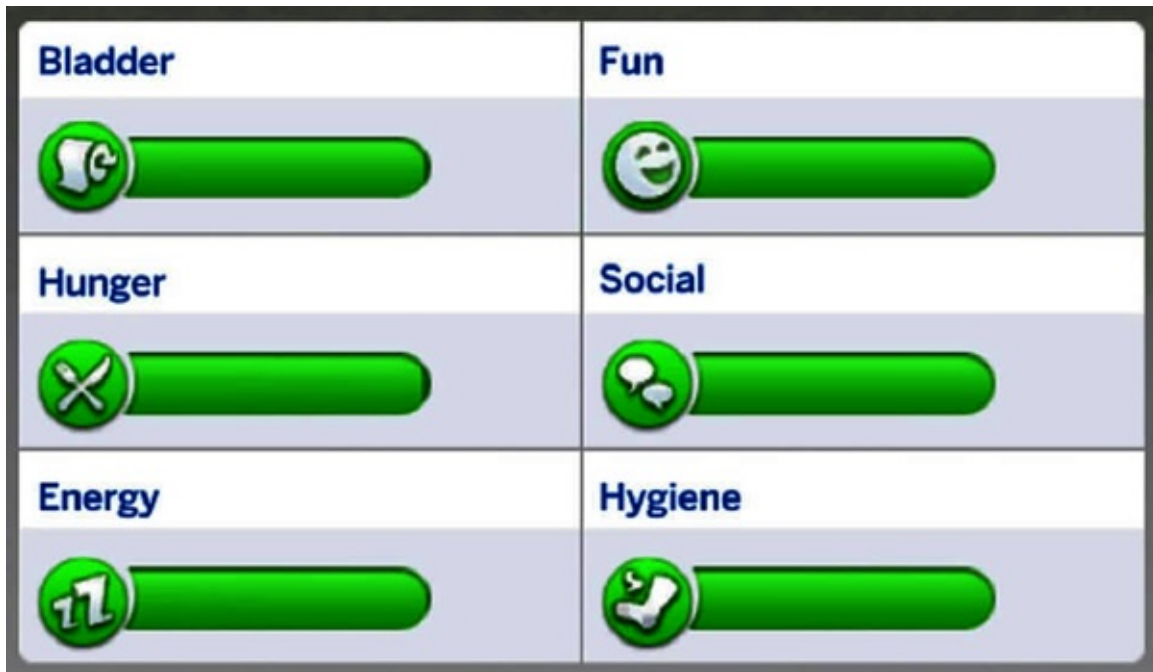 Bladder
Fun
Hunger
Social
Energy
Hygiene